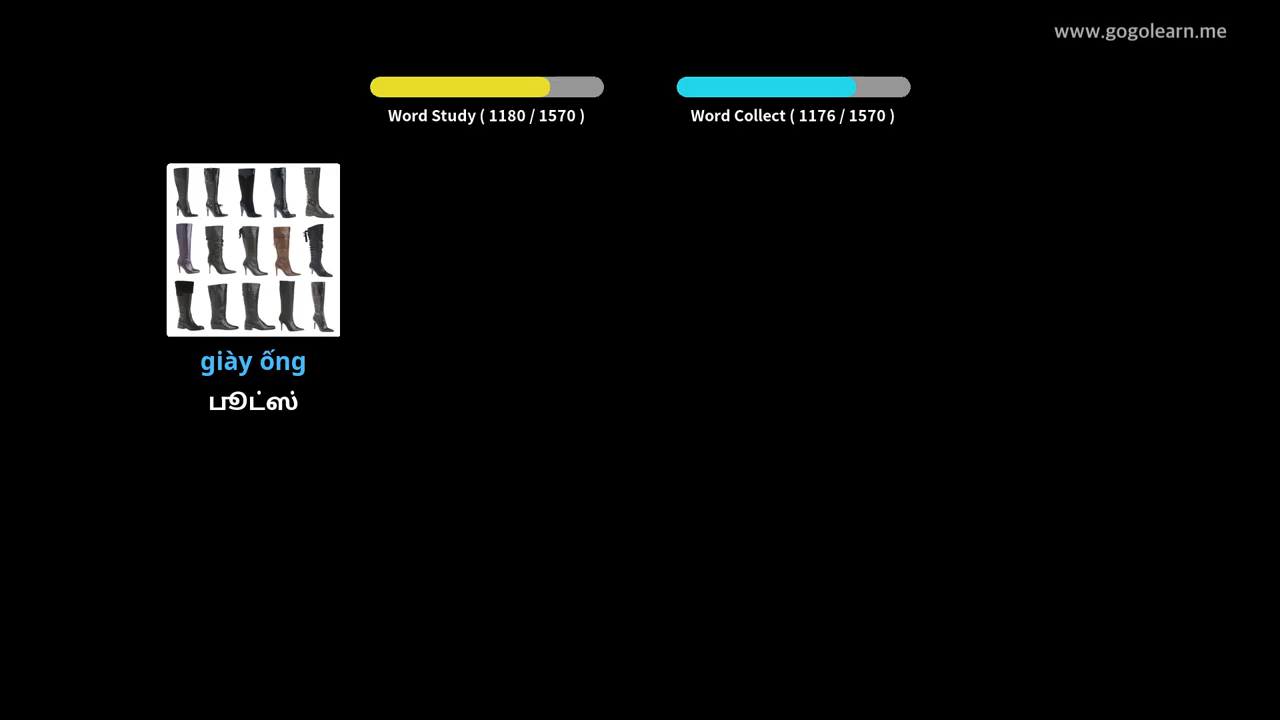 www.gogolearn.me
Word Study ( 1180 / 1570 )
Word Collect ( 1176 / 1570 )
giày ống
பூட்ஸ்